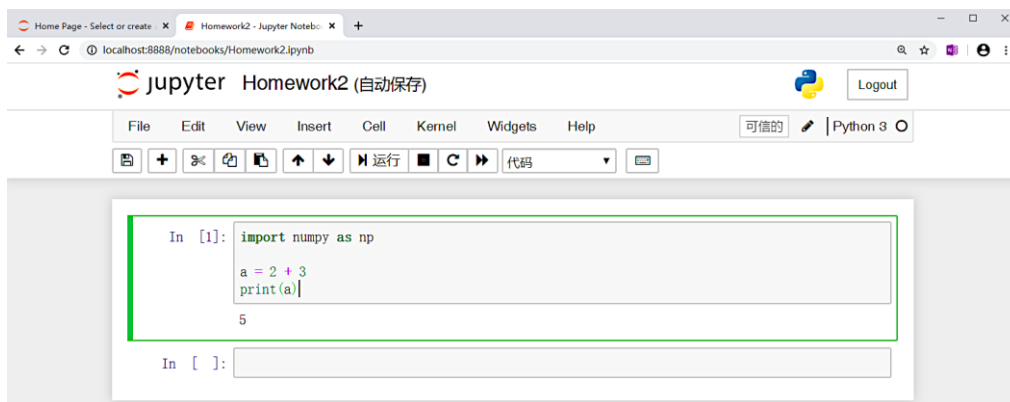 Home Page - Select or create
Homework2 - Jupyter Notebo
localhost:8888/notebooks/Homework2.ipynb
jupyter Homework2 (自动保存)
Logout
File Edit View Insert Cell Kernel Widgets Help 可信的 Python 3
运行 代码
In [1]: import numpy as np
a = 2 + 3
print(a)
5
In [ ]: